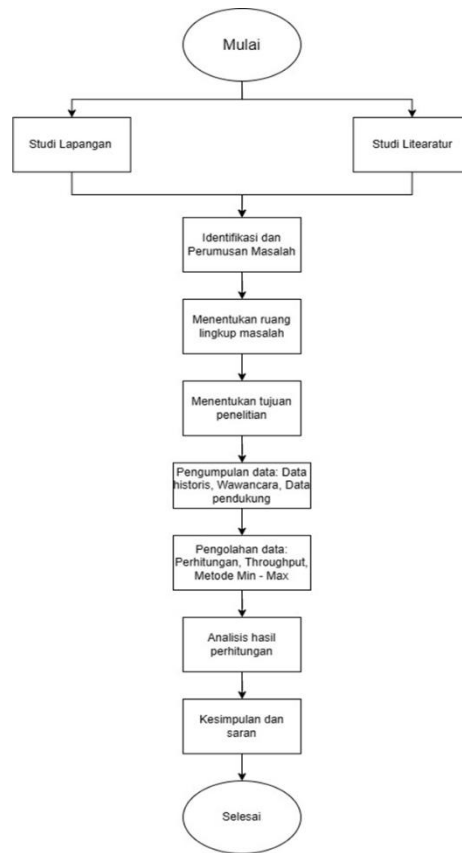 Mulai
Studi Lapangan
Studi Litearatur
Identifikasi dan
Perumusan Masalah
Menentukan ruang
lingkup masalah
Menentukan tujuan
penelitian
Pengumpulan data: Data
historis, Wawancara, Data
pendukung
Pengolahan data:
Perhitungan, Throughput,
Metode Min - Max
Analisis hasil
perhitungan
Kesimpulan dan
saran
Selesai